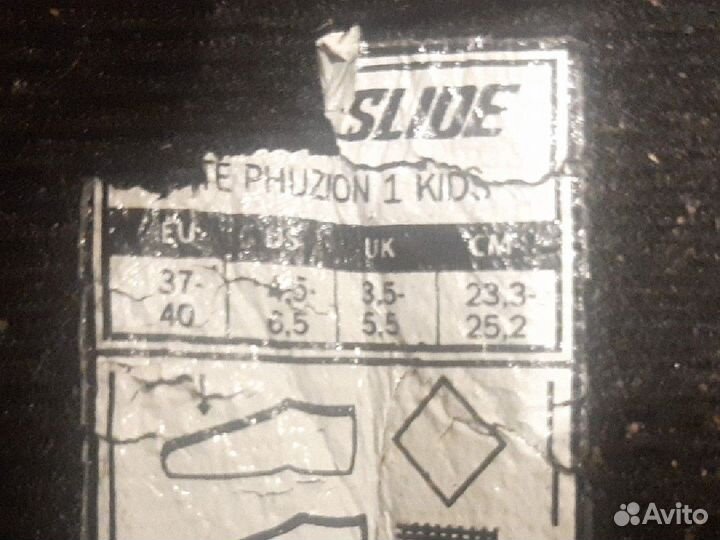 SLIDE
TE PHUZION 1 KIDS
EU US UK CM
37- 4,5- 3,5- 23,3-
40 6,5 5,5 25,2
Avito